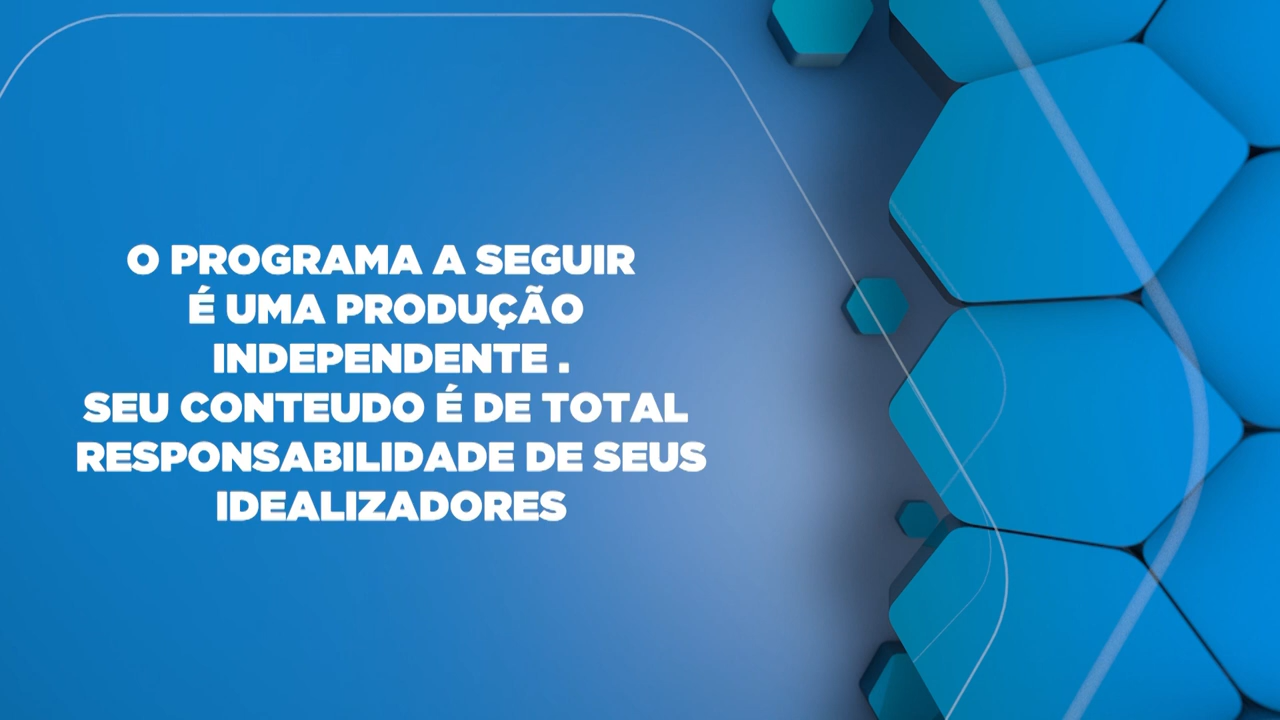 O PROGRAMA A SEGUIR
É UMA PRODUÇÃO
INDEPENDENTE .
SEU CONTEUDO É DE TOTAL
RESPONSABILIDADE DE SEUS
IDEALIZADORES